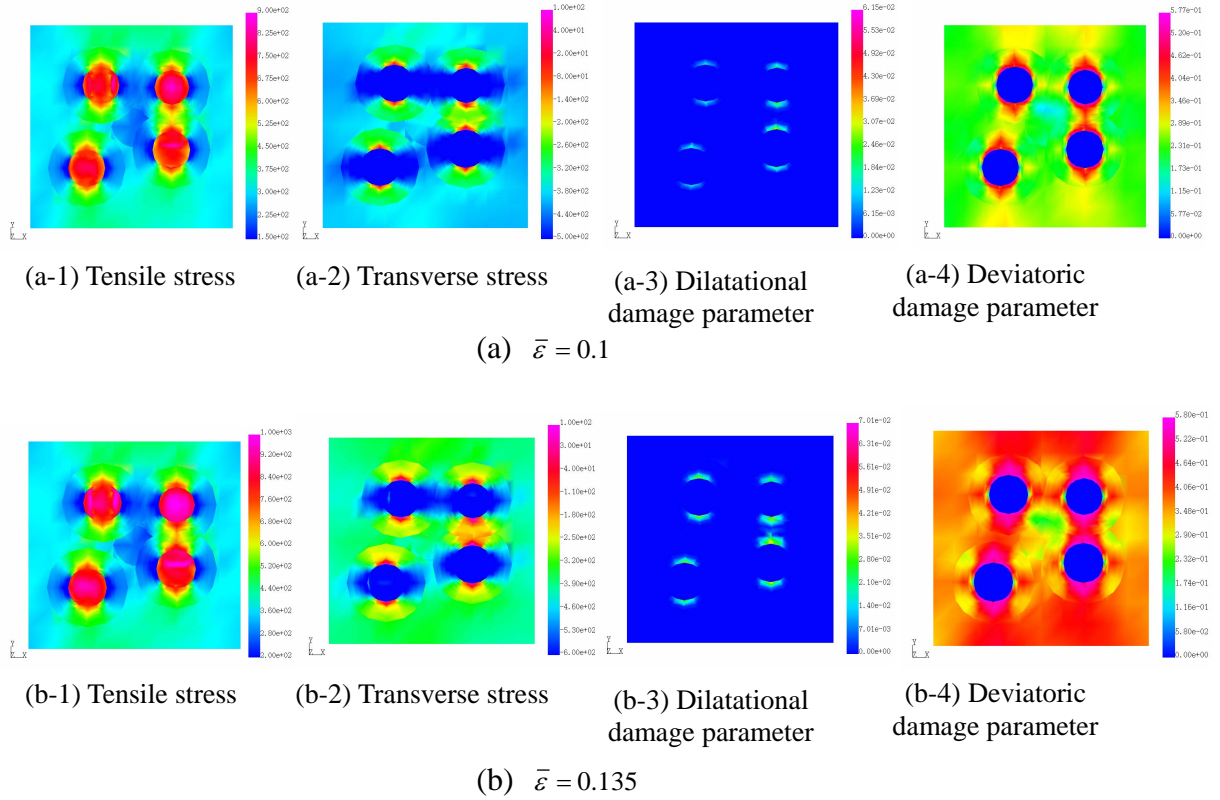 9.00e+02
8.25e+02
7.50e+02
6.75e+02
6.00e+02
5.25e+02
4.50e+02
3.75e+02
3.00e+02
2.25e+02
1.50e+02
Y
Z X
(a-1) Tensile stress
1.00e+02
4.00e+01
-2.00e+01
-8.00e+01
-1.40e+02
-2.00e+02
-2.60e+02
-3.20e+02
-3.80e+02
-4.40e+02
-5.00e+02
Y
Z X
(a-2) Transverse stress
6.15e-02
5.53e-02
4.92e-02
4.30e-02
3.69e-02
3.07e-02
2.46e-02
1.84e-02
1.23e-02
6.15e-03
0.00e+00
Y
Z X
(a-3) Dilatational
damage parameter
5.77e-01
5.20e-01
4.62e-01
4.04e-01
3.47e-01
2.89e-01
2.31e-01
1.73e-01
1.15e-01
5.77e-02
0.00e+00
Y
Z X
(a-4) Deviatoric
damage parameter
(a) ε̄ = 0.1
1.00e+03
9.20e+02
8.40e+02
7.60e+02
6.80e+02
6.00e+02
5.20e+02
4.40e+02
3.60e+02
2.80e+02
2.00e+02
Y
Z X
(b-1) Tensile stress
1.00e+02
3.00e+01
-4.00e+01
-1.10e+02
-1.80e+02
-2.50e+02
-3.20e+02
-3.90e+02
-4.60e+02
-5.30e+02
-6.00e+02
Y
Z X
(b-2) Transverse stress
7.01e-02
6.31e-02
5.61e-02
4.91e-02
4.21e-02
3.51e-02
2.80e-02
2.10e-02
1.40e-02
7.01e-03
0.00e+00
Y
Z X
(b-3) Dilatational
damage parameter
5.80e-01
5.22e-01
4.64e-01
4.06e-01
3.48e-01
2.90e-01
2.32e-01
1.74e-01
1.16e-01
5.80e-02
0.00e+00
Y
Z X
(b-4) Deviatoric
damage parameter
(b) ε̄ = 0.135